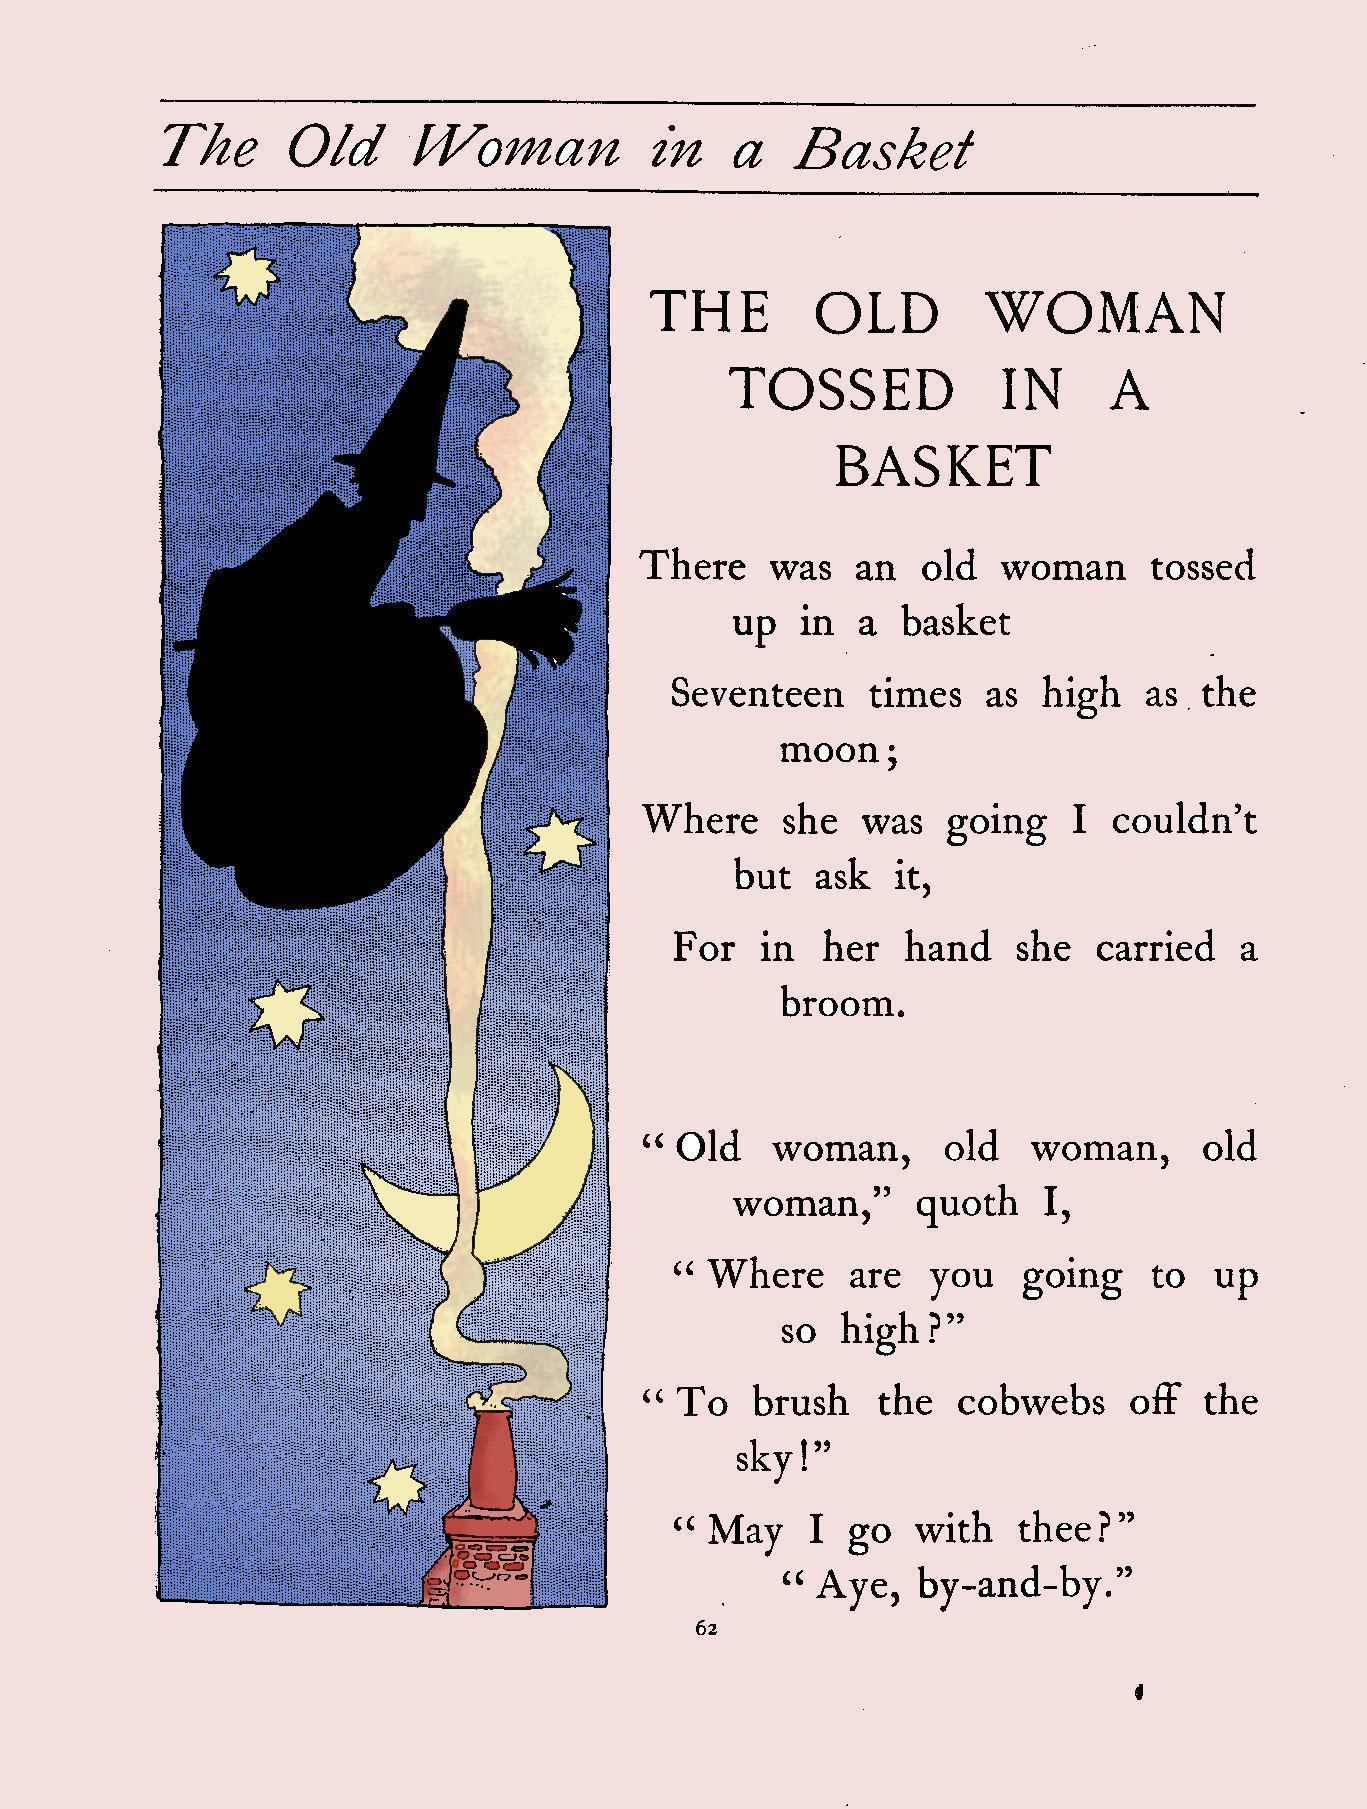 The Old Woman in a Basket
THE OLD WOMAN
TOSSED IN A
BASKET
There was an old woman tossed
up in a basket
Seventeen times as high as the
moon;
Where she was going I couldn't
but ask it,
For in her hand she carried a
broom.
"Old woman, old woman, old
woman," quoth I,
"Where are you going to up
so high?"
"To brush the cobwebs off the
sky!"
"May I go with thee?"
"Aye, by-and-by."
62